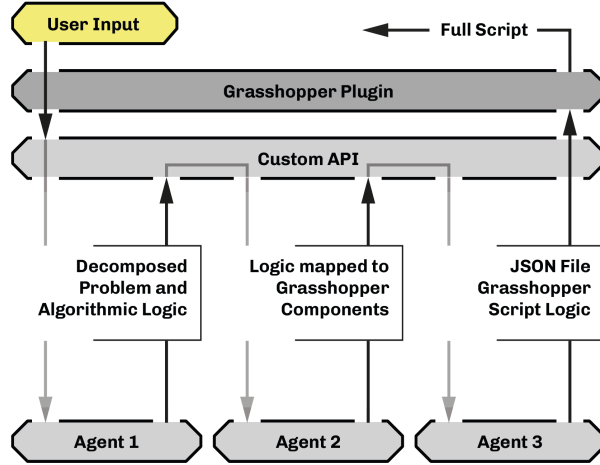 User Input
Full Script
Grasshopper Plugin
Custom API
Decomposed
Problem and
Algorithmic Logic
Logic mapped to
Grasshopper
Components
JSON File
Grasshopper
Script Logic
Agent 1
Agent 2
Agent 3